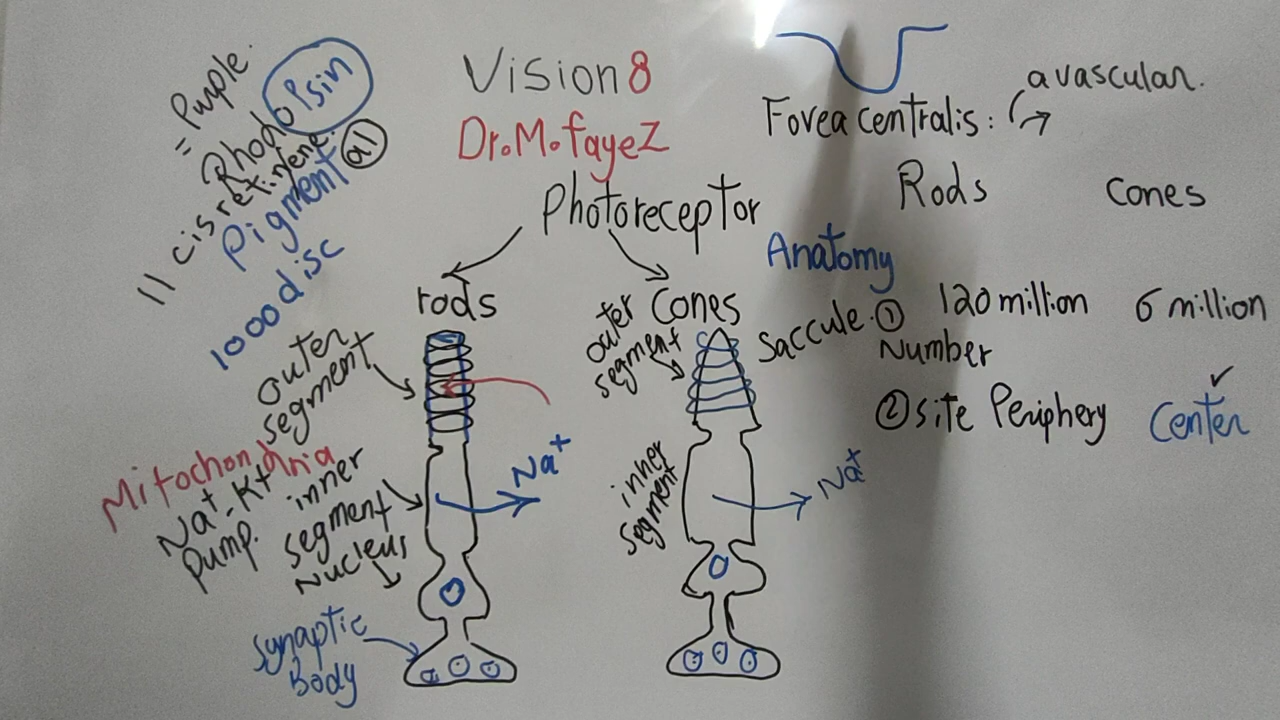 Vision 8
Dr.M.fayeZ
Photoreceptor
= Purple.
RhodoPsin
11 cis retinene.
al
Pigment
1000 disc
rods
outer
segment
Mitochondria
Na+-K+
Pump.
inner
segment
Nucleus
Na+
synaptic
Body
Cones
outer
segment
inner
segment
Na+
Fovea centralis:
avascular.
Rods Cones
Anatomy
Saccule.
① 120 million 6 million
Number
② site Periphery Center